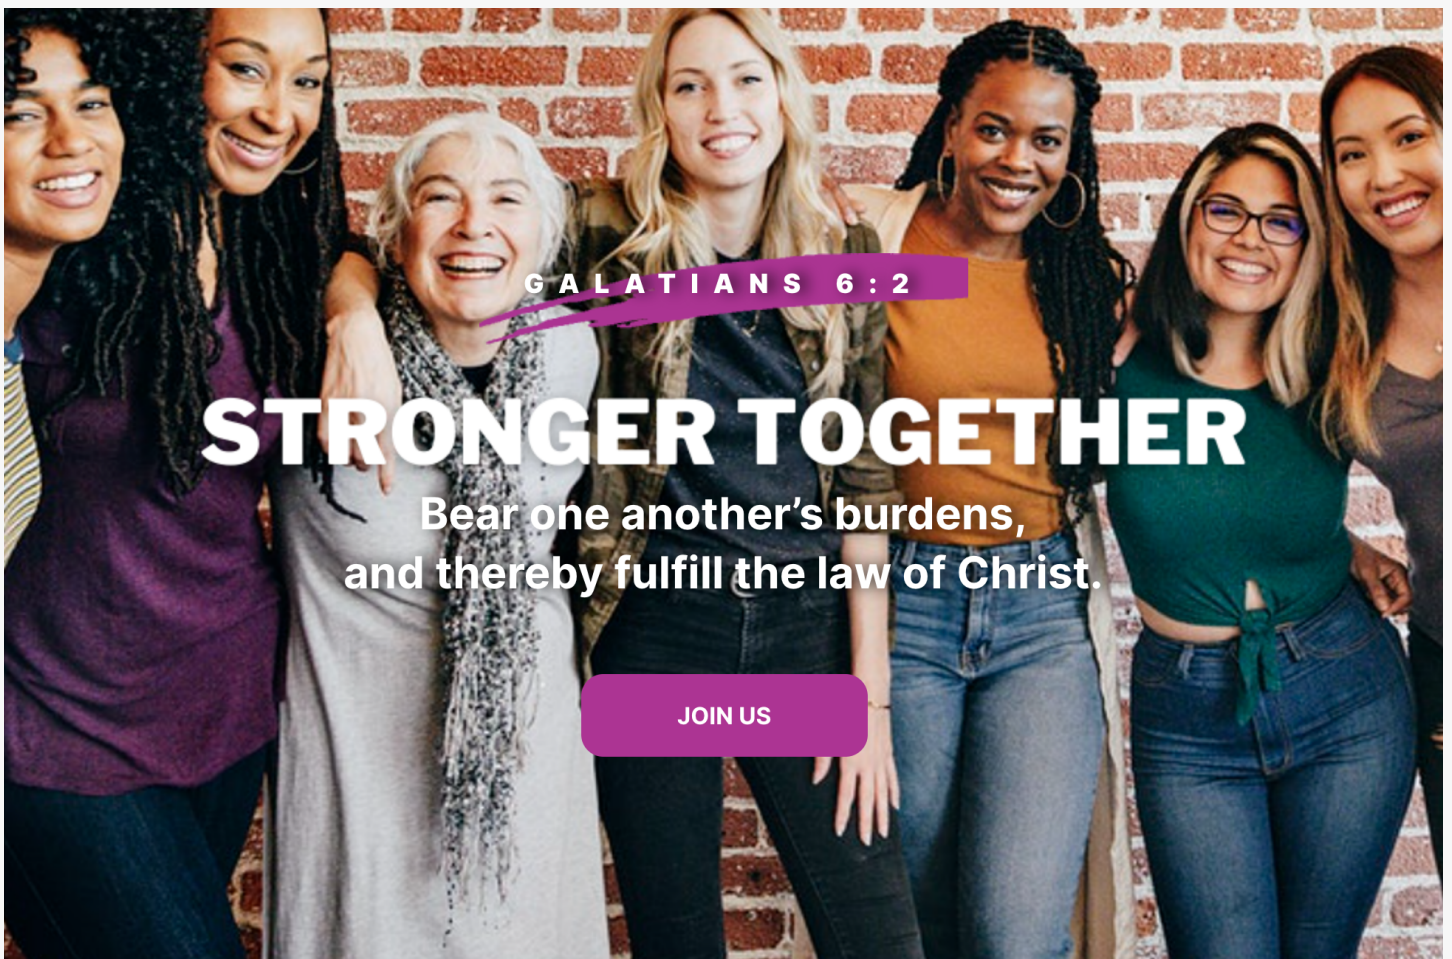 GALATIANS 6:2
STRONGER TOGETHER
Bear one another’s burdens,
and thereby fulfill the law of Christ.
JOIN US